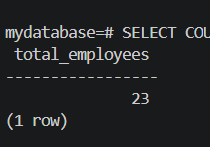 mydatabase=# SELECT COU
total_employees
-----------------
23
(1 row)